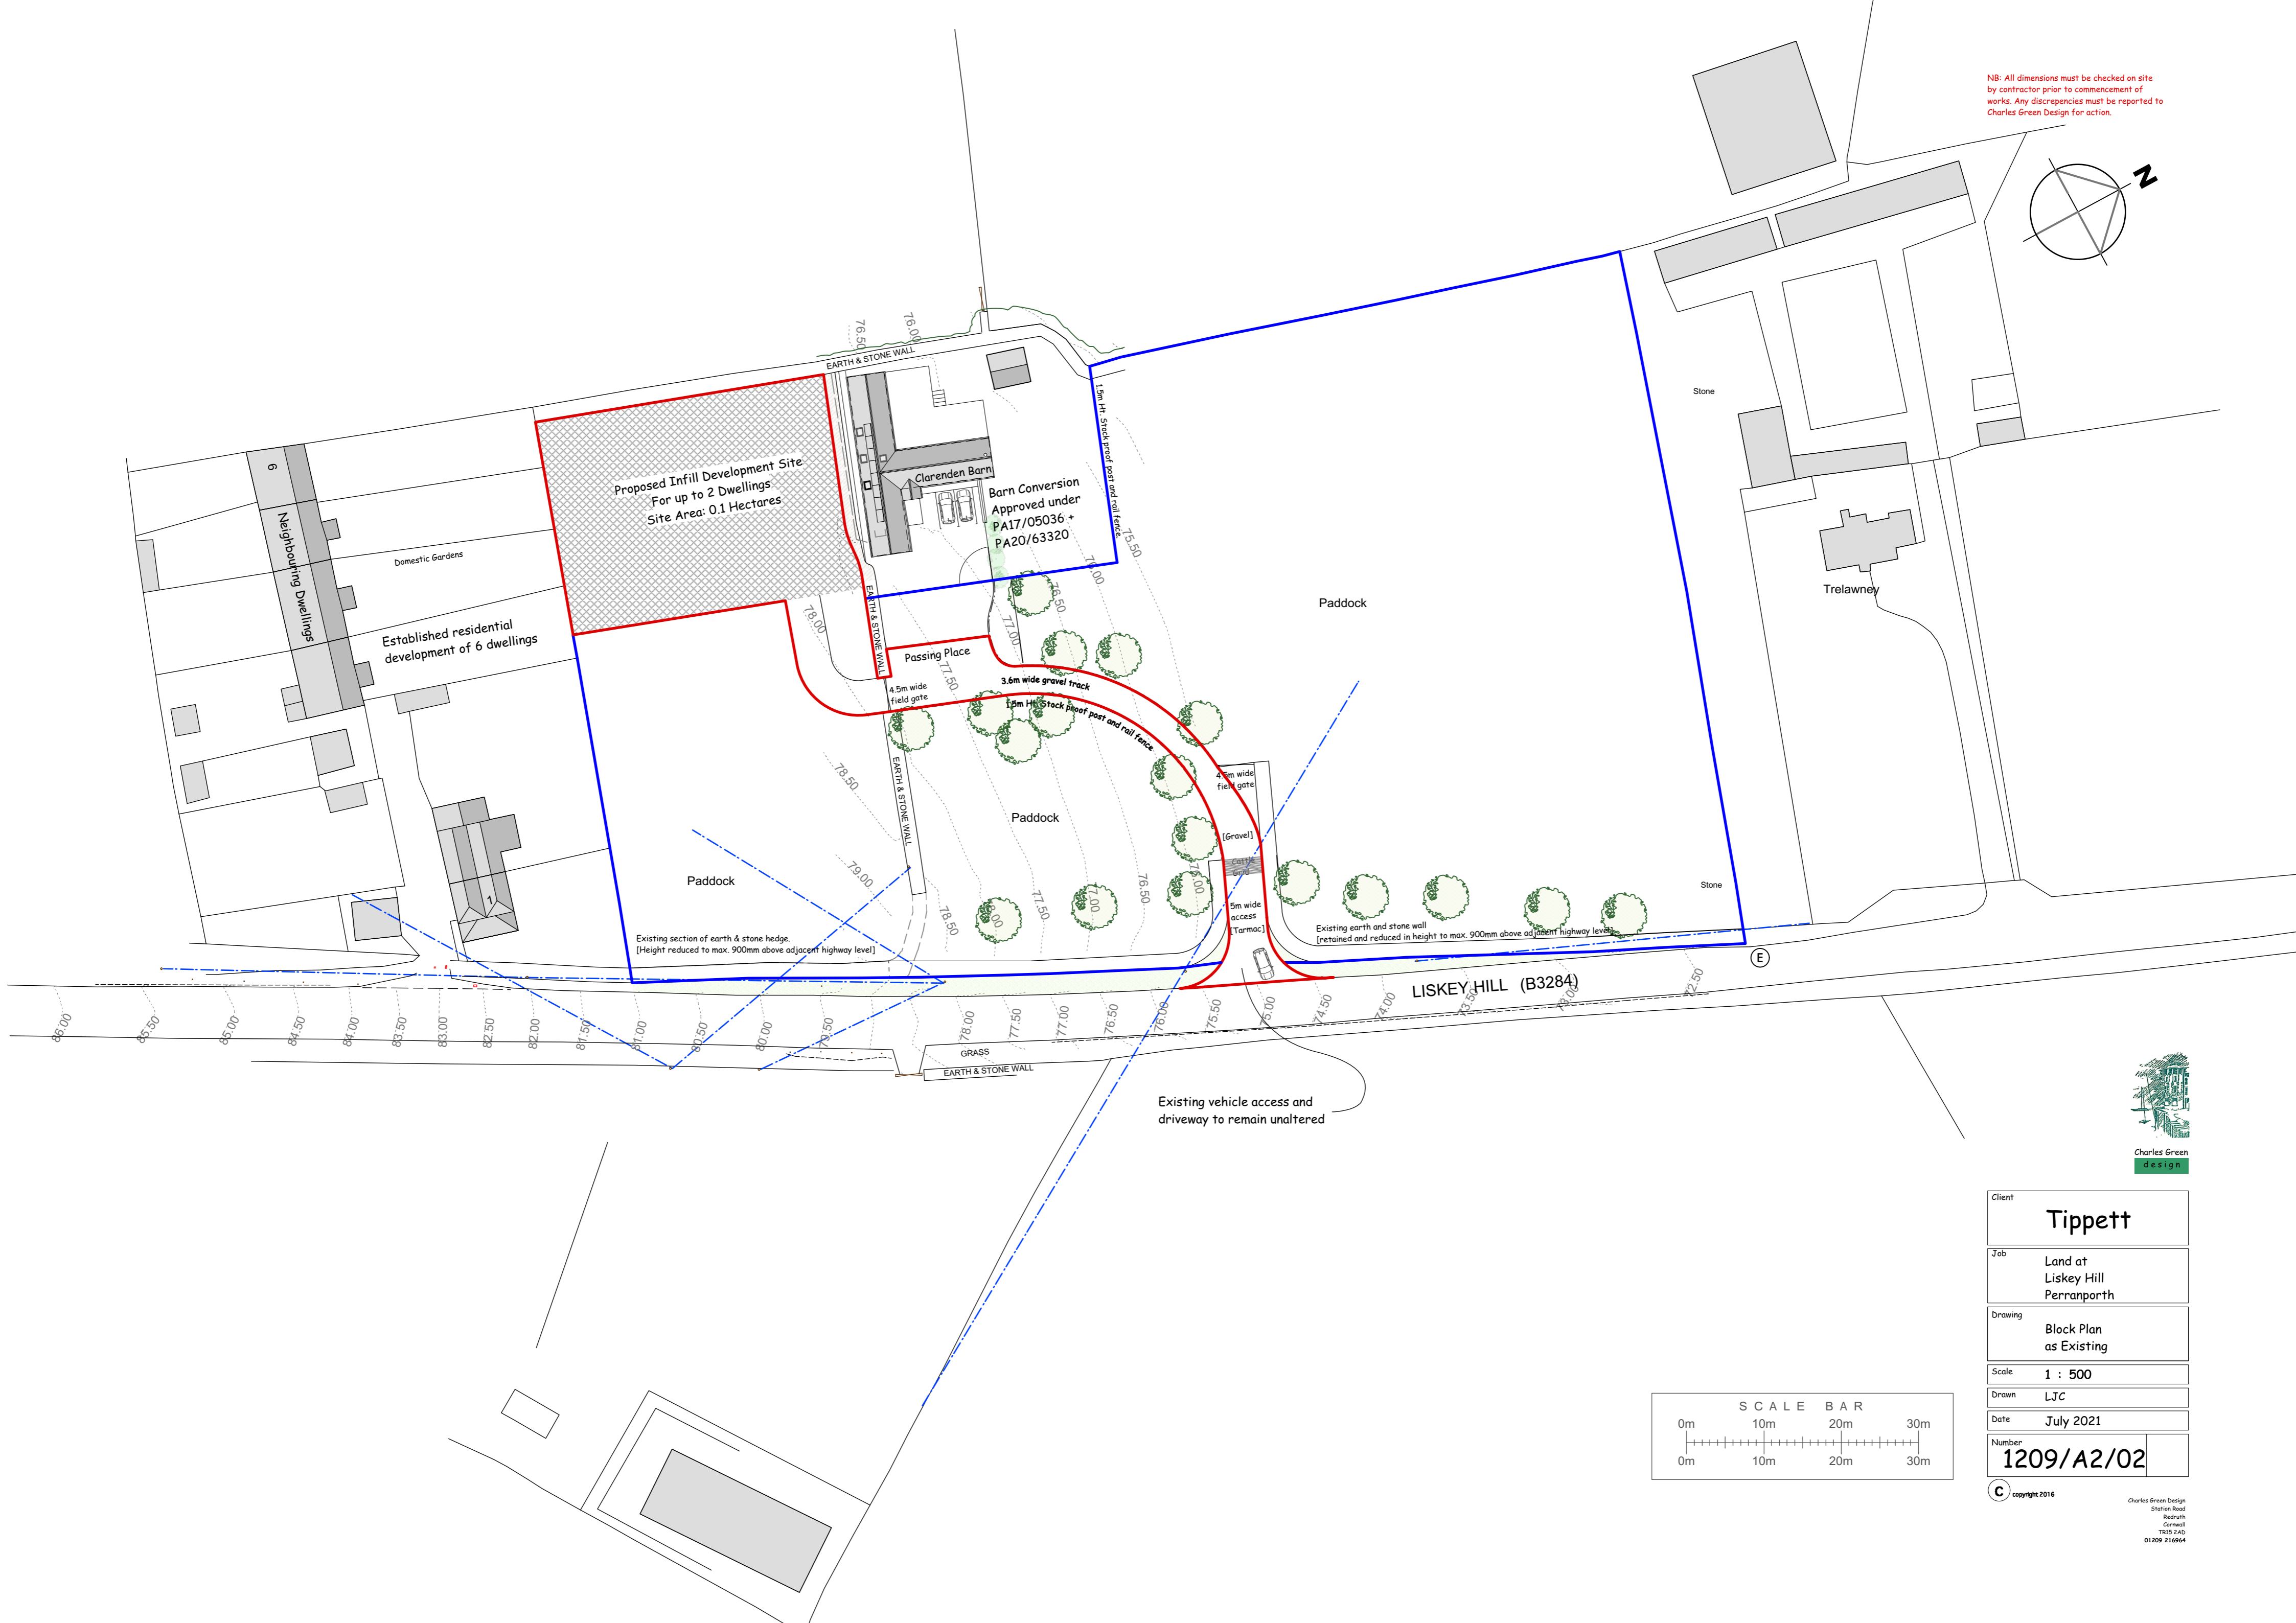 NB: All dimensions must be checked on site
by contractor prior to commencement of
works. Any discrepencies must be reported to
Charles Green Design for action.
N
76.50
76.00
EARTH & STONE WALL
1.5m Ht. Stock proof post and rail fence.
Stone
6
Neighbouring Dwellings
Domestic Gardens
Proposed Infill Development Site
For up to 2 Dwellings
Site Area: 0.1 Hectares
Clarenden Barn
Barn Conversion
Approved under
PA17/05036 +
PA20/63320
75.50
76.00
76.50
77.00
Paddock
Trelawney
Established residential
development of 6 dwellings
78.00
EARTH & STONE WALL
Passing Place
77.50
4.5m wide
field gate
3.6m wide gravel track
1.5m Ht. Stock proof post and rail fence
78.50
EARTH & STONE WALL
4.5m wide
field gate
Paddock
[Gravel]
Cattle
Grid
Paddock
79.00
78.50
78.00
77.50
77.00
76.50
76.00
1
Stone
5m wide
access
[Tarmac]
Existing section of earth & stone hedge.
[Height reduced to max. 900mm above adjacent highway level]
Existing earth and stone wall
[retained and reduced in height to max. 900mm above adjacent highway level]
E
LISKEY HILL (B3284)
86.00
85.50
85.00
84.50
84.00
83.50
83.00
82.50
82.00
81.50
81.00
80.50
80.00
79.50
78.00
77.50
77.00
76.50
76.00
75.50
75.00
74.50
74.00
73.50
73.00
72.50
GRASS
EARTH & STONE WALL
Existing vehicle access and
driveway to remain unaltered
Charles Green
design
Client
Tippett
Job
Land at
Liskey Hill
Perranporth
Drawing
Block Plan
as Existing
Scale
1 : 500
Drawn
LJC
Date
July 2021
Number
1209/A2/02
C copyright 2016
SCALE BAR
0m 10m 20m 30m
0m 10m 20m 30m
Charles Green Design
Station Road
Redruth
Cornwall
TR15 2AD
01209 216964